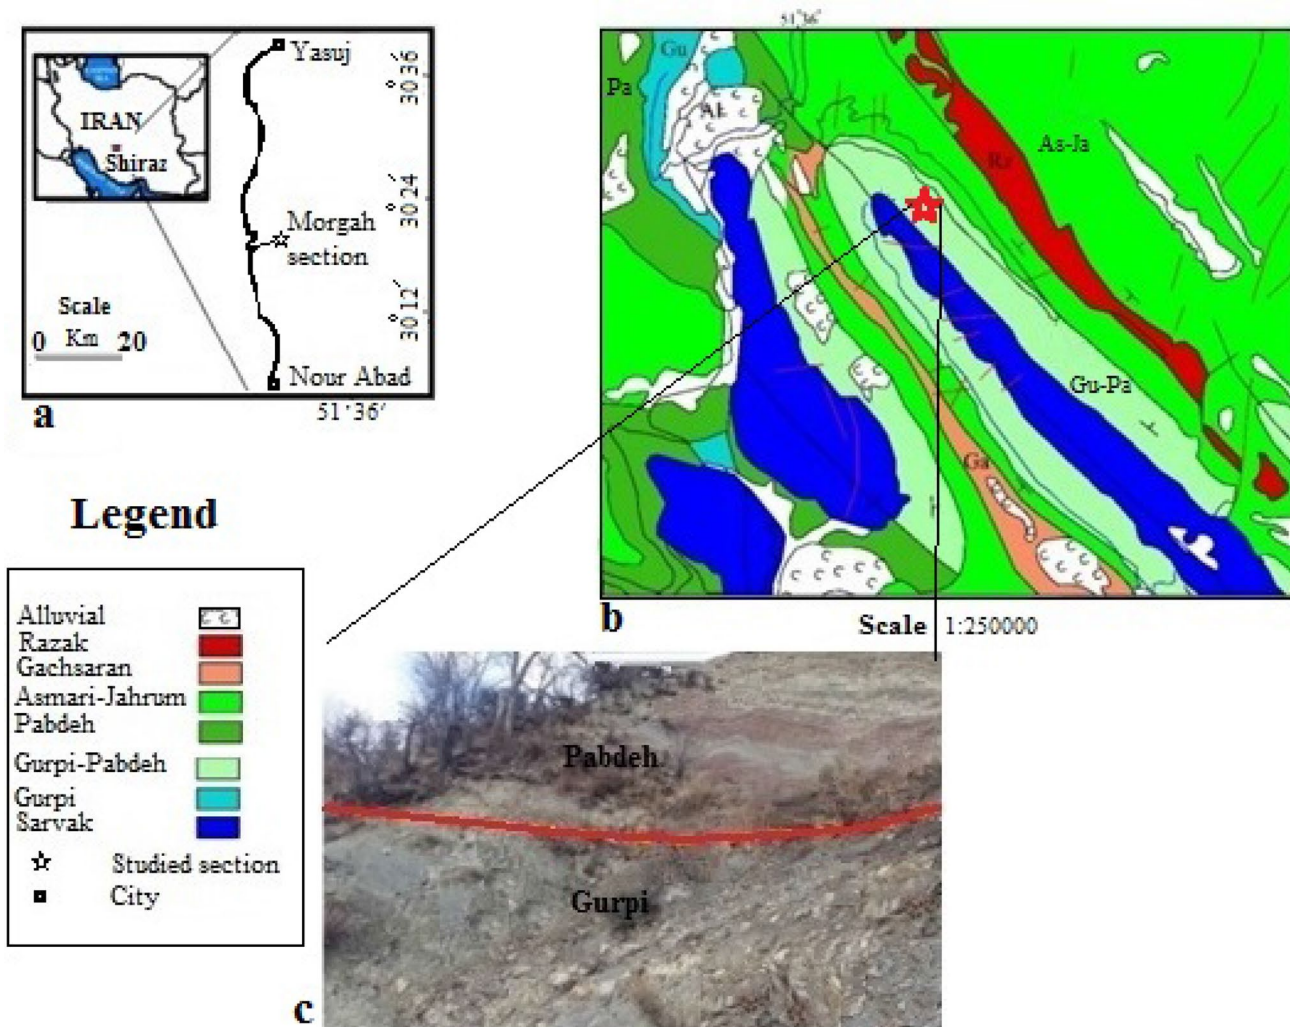 Yasuj
30 36
IRAN
Shiraz
30 24
Morgah
section
30 12
Scale
Km
0 20
Nour Abad
51°36′
a
51°36′
Gu
Pa
AL
Rz
As-Ja
Gu-Pa
Ga
b
Scale 1:250000
Legend
Alluvial
Razak
Gachsaran
Asmari-Jahrum
Pabdeh
Gurpi-Pabdeh
Gurpi
Sarvak
Studied section
City
Pabdeh
Gurpi
c